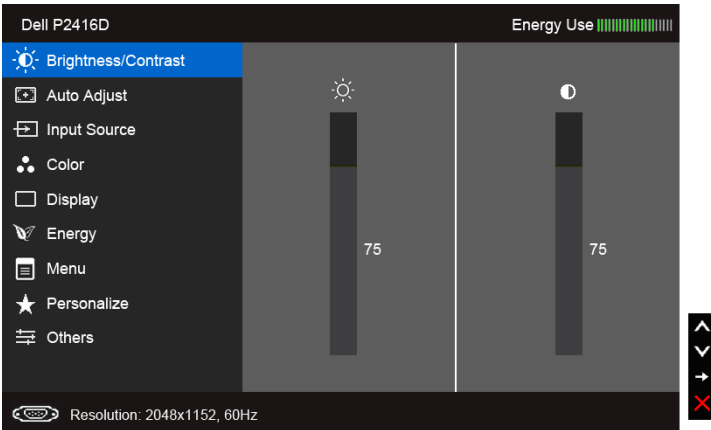 Dell P2416D
Energy Use
Brightness/Contrast
Auto Adjust
Input Source
Color
Display
Energy
Menu
Personalize
Others
75
75
Resolution: 2048x1152, 60Hz